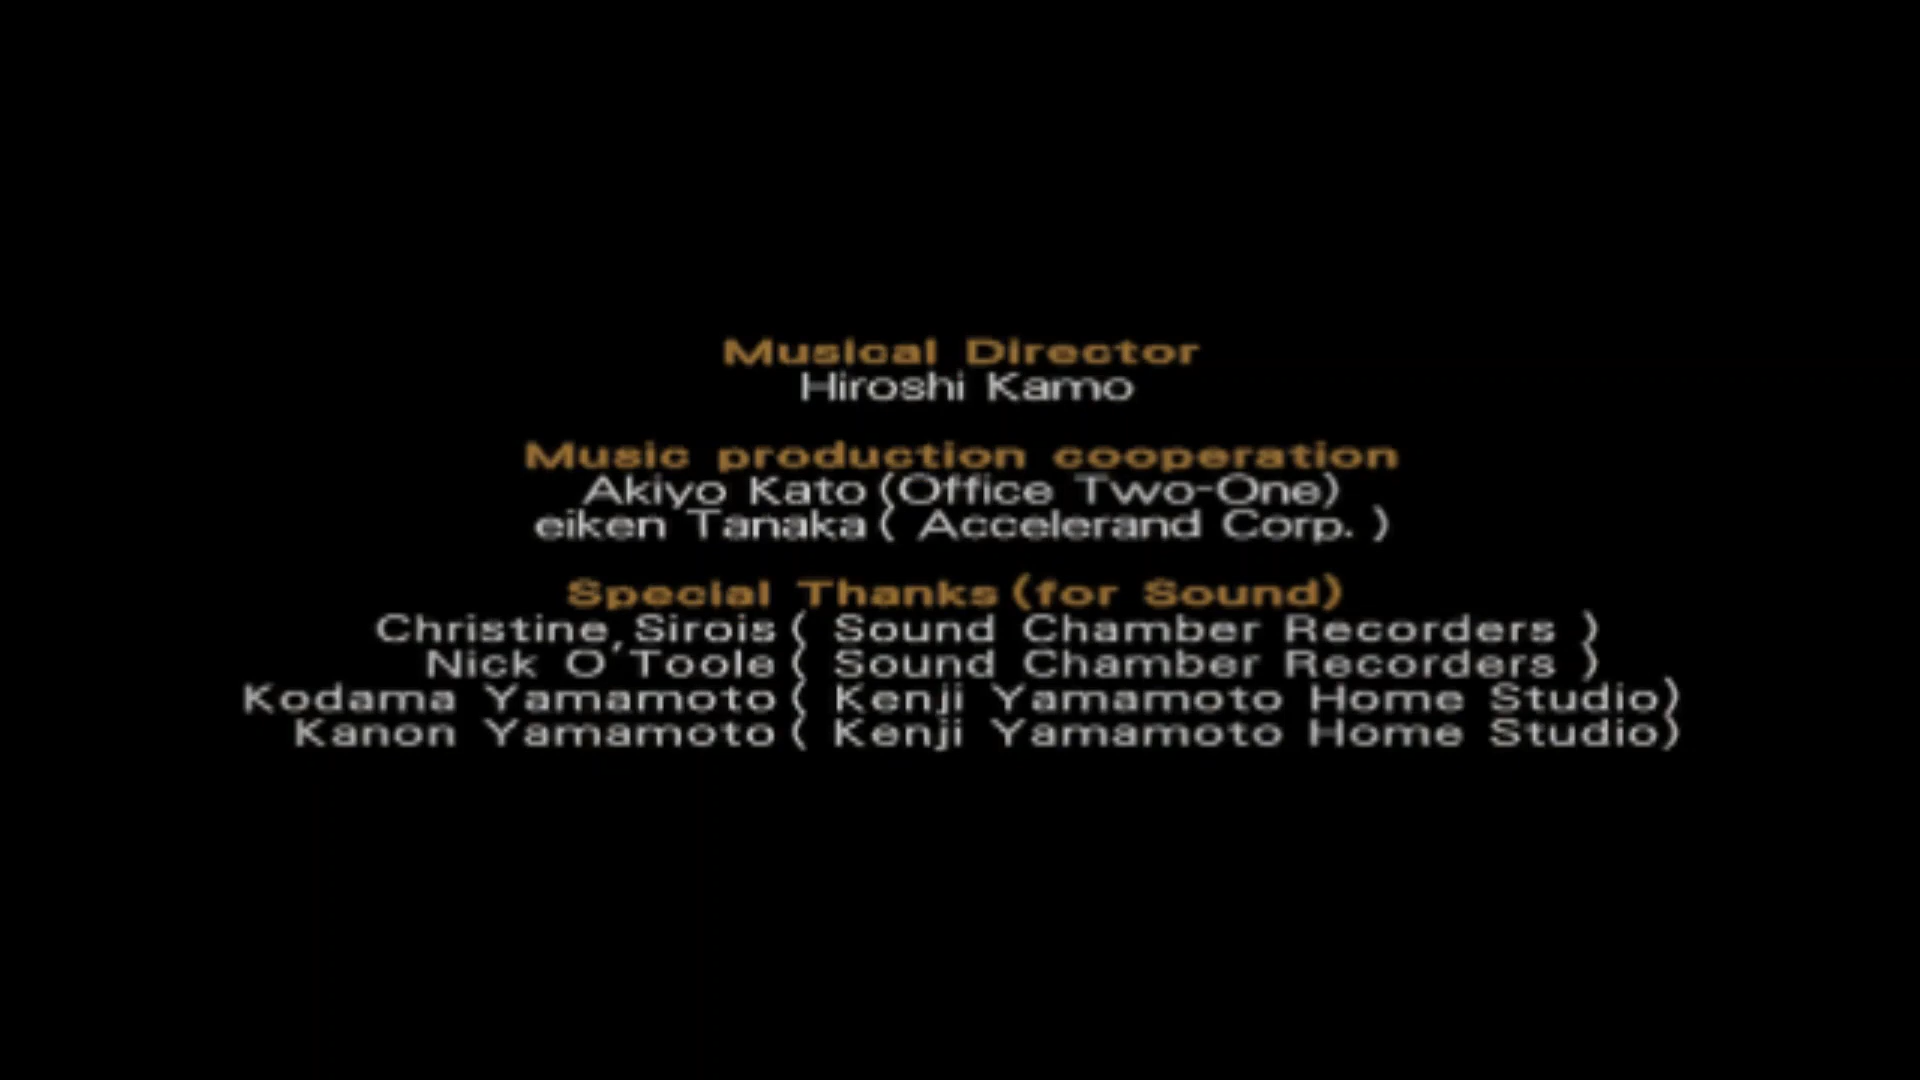 Musical Director
Hiroshi Kamo
Music production cooperation
Akiyo Kato(Office Two-One)
eiken Tanaka( Accelerand Corp. )
Special Thanks(for Sound)
Christine Sirois( Sound Chamber Recorders )
Nick O'Toole( Sound Chamber Recorders )
Kodama Yamamoto( Kenji Yamamoto Home Studio)
Kanon Yamamoto( Kenji Yamamoto Home Studio)